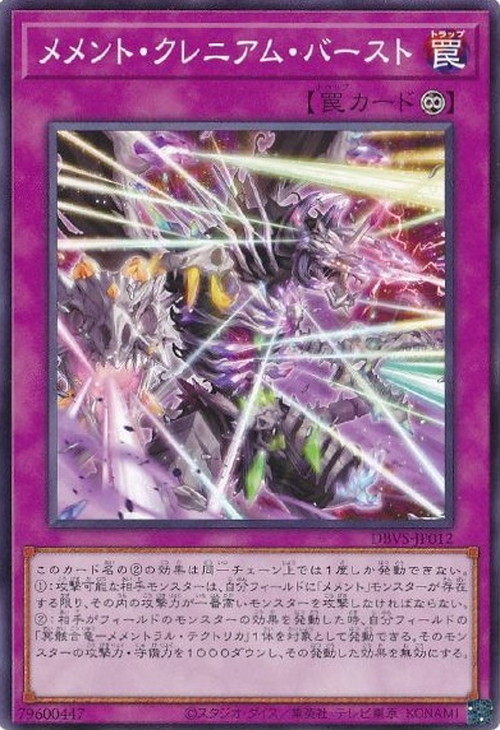 メメント・クレニアム・バースト
トラップ
罠
【罠カード】
DBVS-JP012
このカード名の②の効果は同一チェーン上では1度しか発動できない。
①：攻撃可能な相手モンスターは、自分フィールドに「メメント」モンスターが存在
する限り、その内の攻撃力が一番高いモンスターを攻撃しなければならない。
②：相手がフィールドのモンスターの効果を発動した時、自分フィールドの
「冥骸合竜－メメントラル・テクトリカ」1体を対象として発動できる。そのモン
スターの攻撃力・守備力を1000ダウンし、その発動した効果を無効にする。
79600447
©スタジオ・ダイス／集英社・テレビ東京 KONAMI